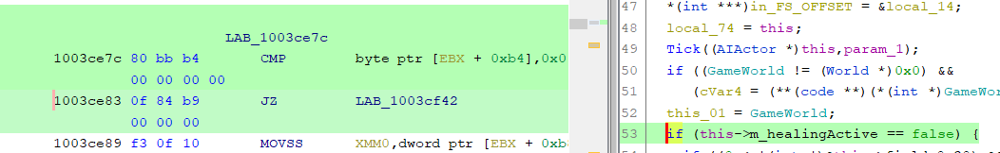 LAB_1003ce7c
1003ce7c 80 bb b4 CMP byte ptr [EBX + 0xb4],0x0
00 00 00 00
1003ce83 0f 84 b9 JZ LAB_1003cf42
00 00 00
1003ce89 f3 0f 10 MOVSS XMM0,dword ptr [EBX + 0xb
47 *(int ***)in_FS_OFFSET = &local_14;
48 local_74 = this;
49 Tick((AIActor *)this,param_1);
50 if ((GameWorld != (World *)0x0) &&
51 (cVar4 = (**(code **)(*(int *)GameWor
52 this_01 = GameWorld;
53 if (this->m_healingActive == false) {